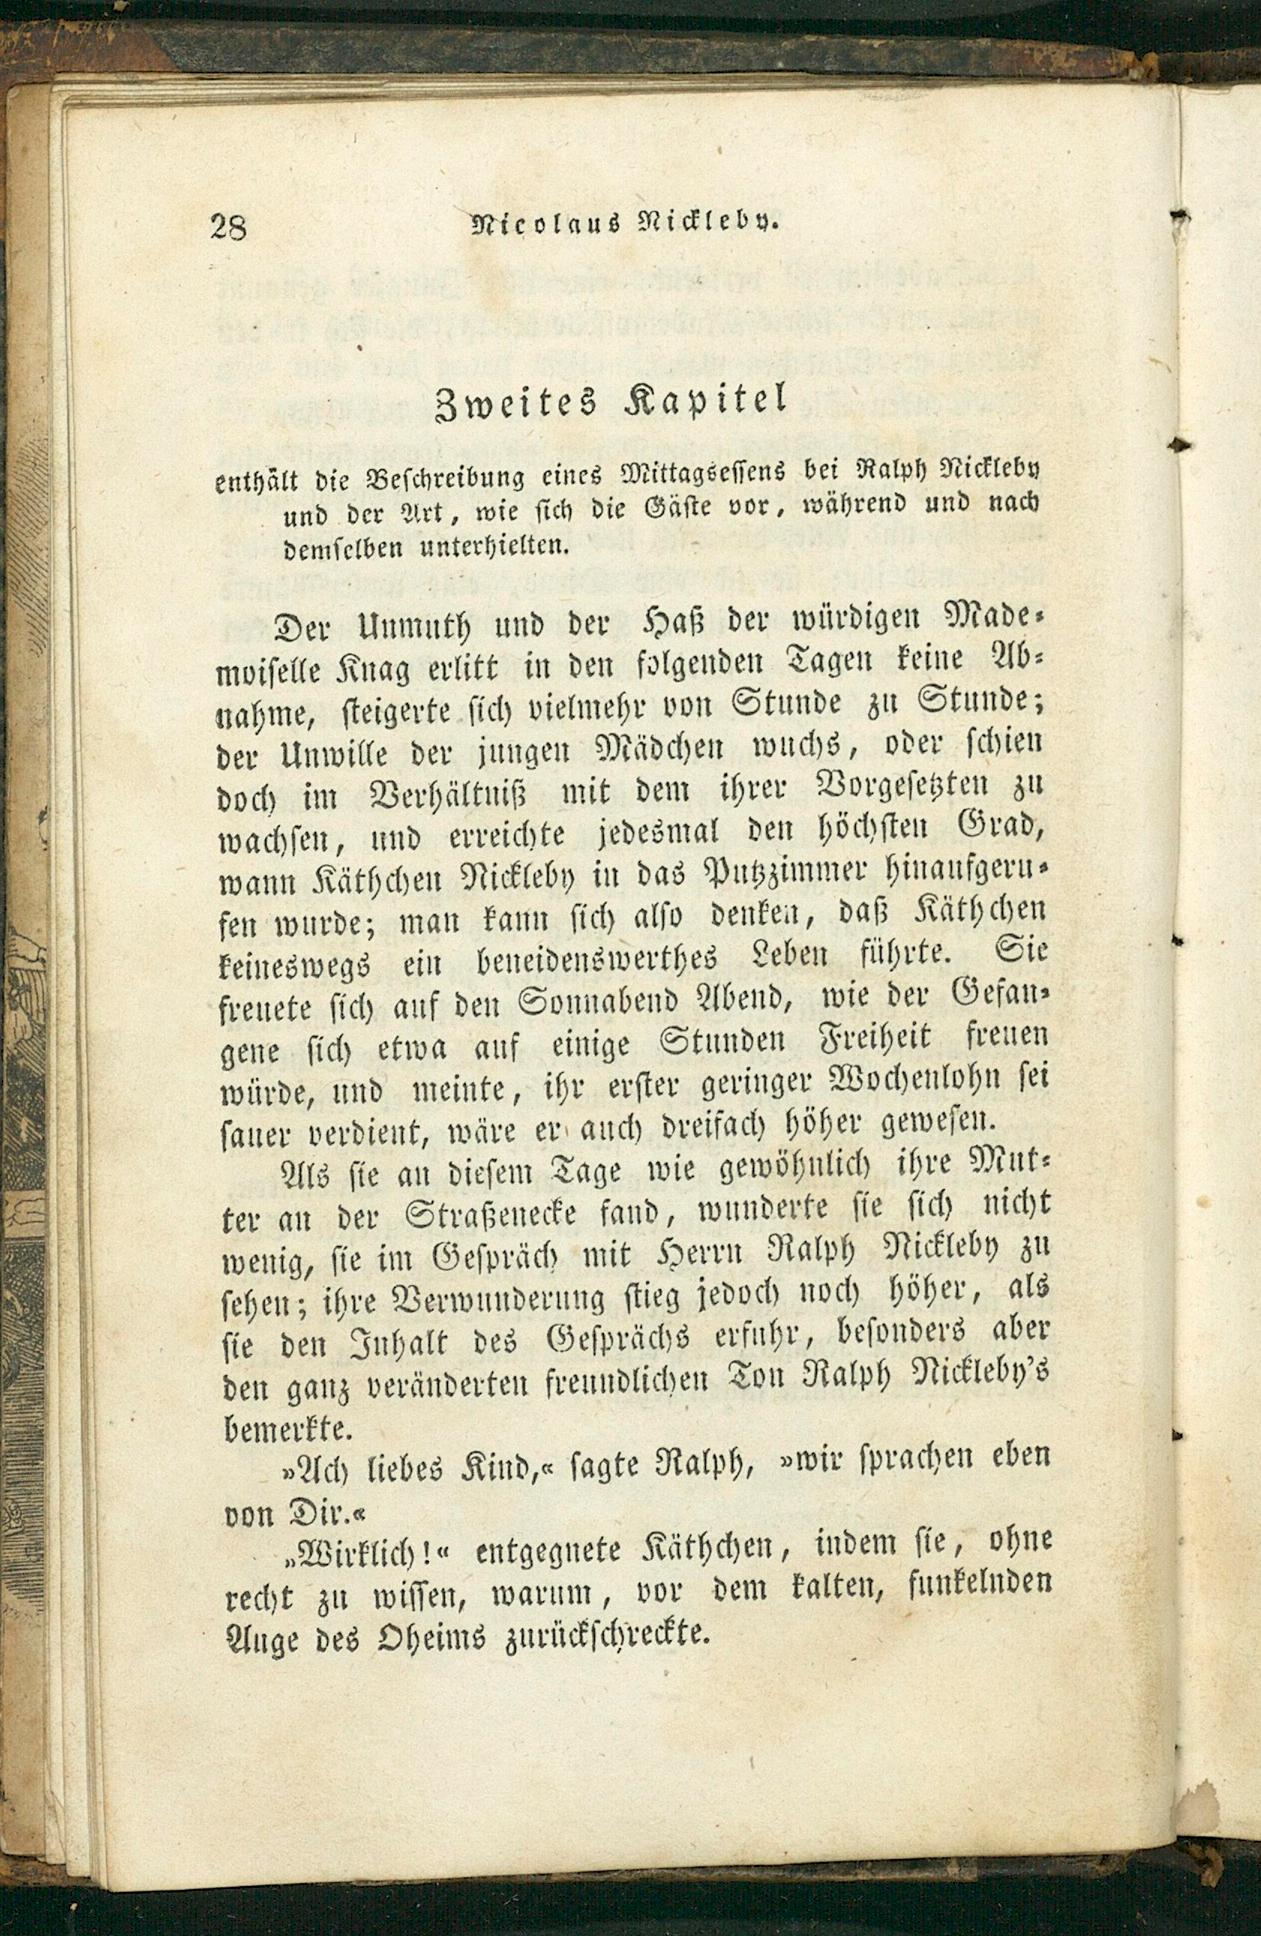 28
Nicolaus Nickleby.
Zweites Kapitel
enthält die Beschreibung eines Mittagsessens bei Ralph Nickleby
und der Art, wie sich die Gäste vor, während und nach
demselben unterhielten.
Der Unmuth und der Haß der würdigen Made-
moiselle Knag erlitt in den folgenden Tagen keine Ab-
nahme, steigerte sich vielmehr von Stunde zu Stunde;
der Unwille der jungen Mädchen wuchs, oder schien
doch im Verhältniß mit dem ihrer Vorgesetzten zu
wachsen, und erreichte jedesmal den höchsten Grad,
wann Käthchen Nickleby in das Putzzimmer hinaufgeru-
fen wurde; man kann sich also denken, daß Käthchen
keineswegs ein beneidenswerthes Leben führte. Sie
freuete sich auf den Sonnabend Abend, wie der Gefan-
gene sich etwa auf einige Stunden Freiheit freuen
würde, und meinte, ihr erster geringer Wochenlohn sei
sauer verdient, wäre er auch dreifach höher gewesen.
Als sie an diesem Tage wie gewöhnlich ihre Mut-
ter an der Straßenecke fand, wunderte sie sich nicht
wenig, sie im Gespräch mit Herrn Ralph Nickleby zu
sehen; ihre Verwunderung stieg jedoch noch höher, als
sie den Inhalt des Gesprächs erfuhr, besonders aber
den ganz veränderten freundlichen Ton Ralph Nickleby's
bemerkte.
»Ach liebes Kind,« sagte Ralph, »wir sprachen eben
von Dir.«
„Wirklich!“ entgegnete Käthchen, indem sie, ohne
recht zu wissen, warum, vor dem kalten, funkelnden
Auge des Oheims zurückschreckte.